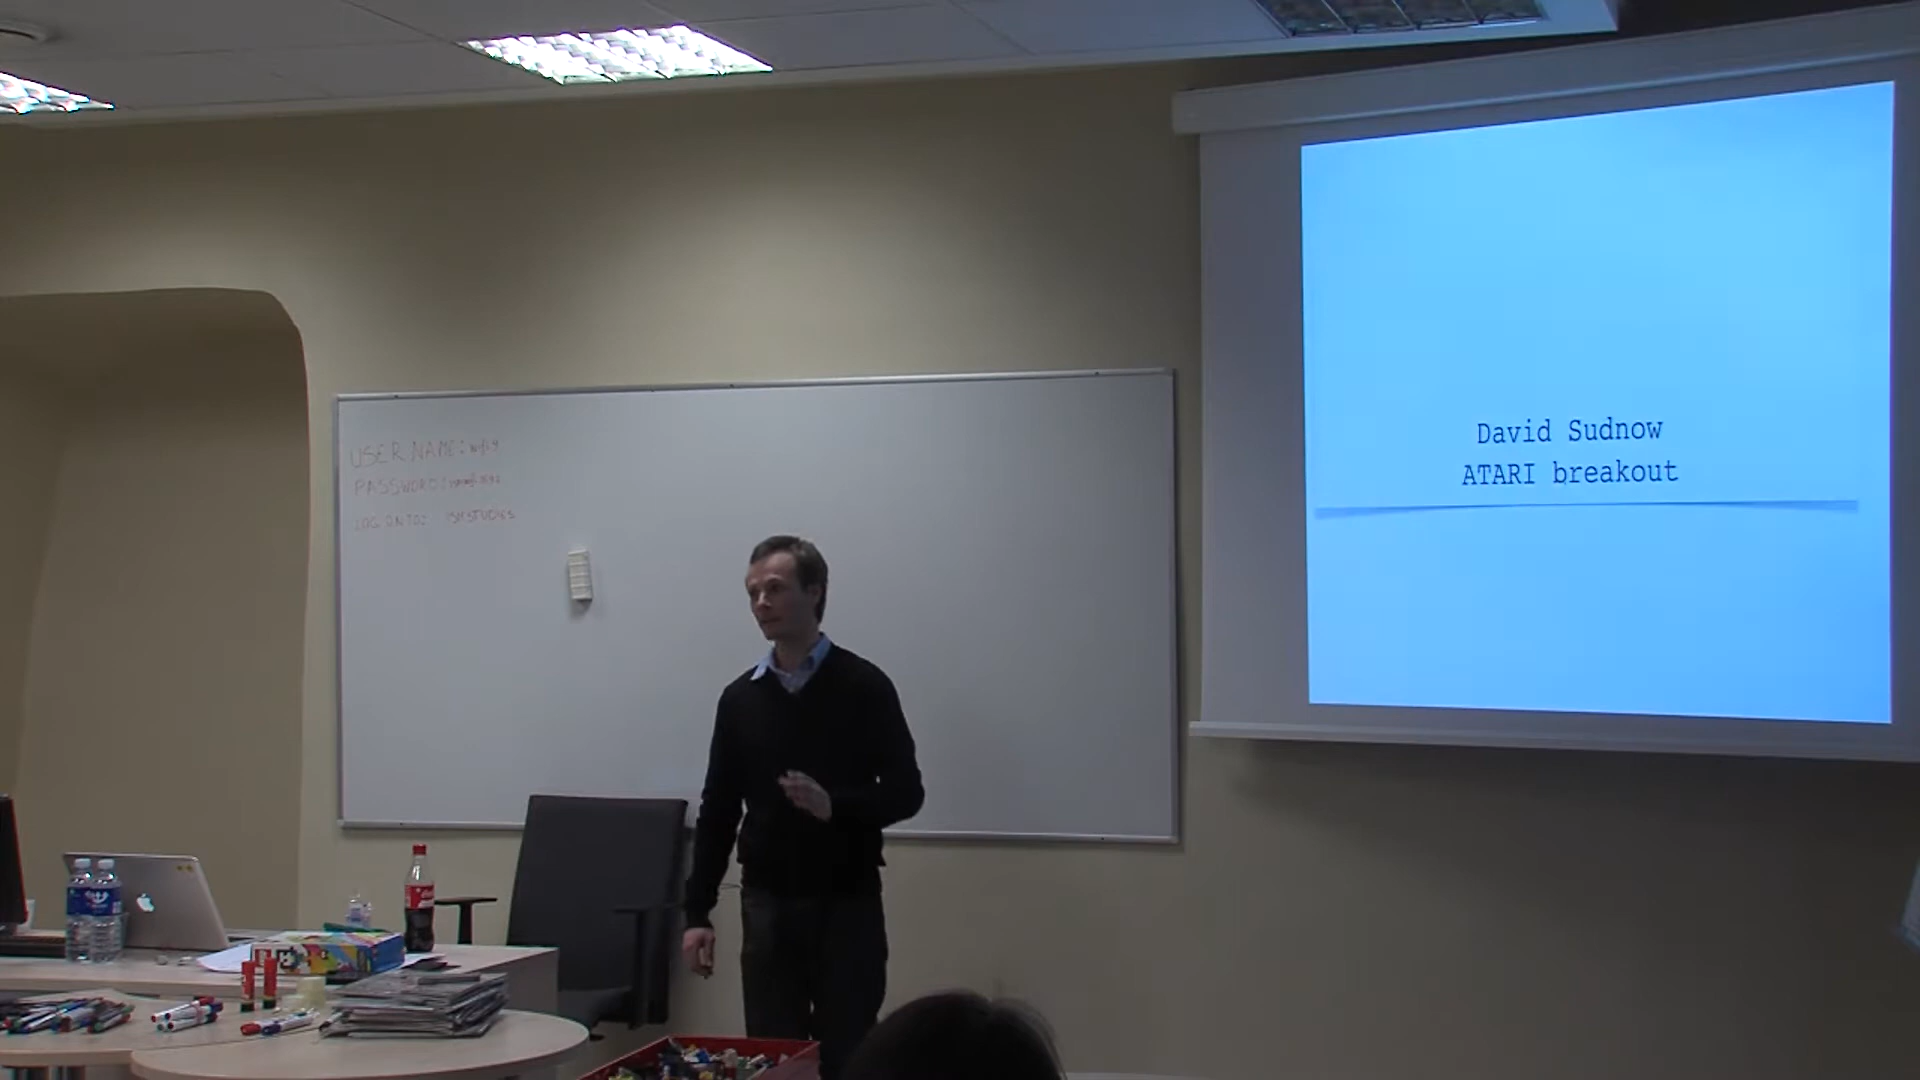 USER NAME:
PASSWORD:
LOG ON TO:
David Sudnow
ATARI breakout